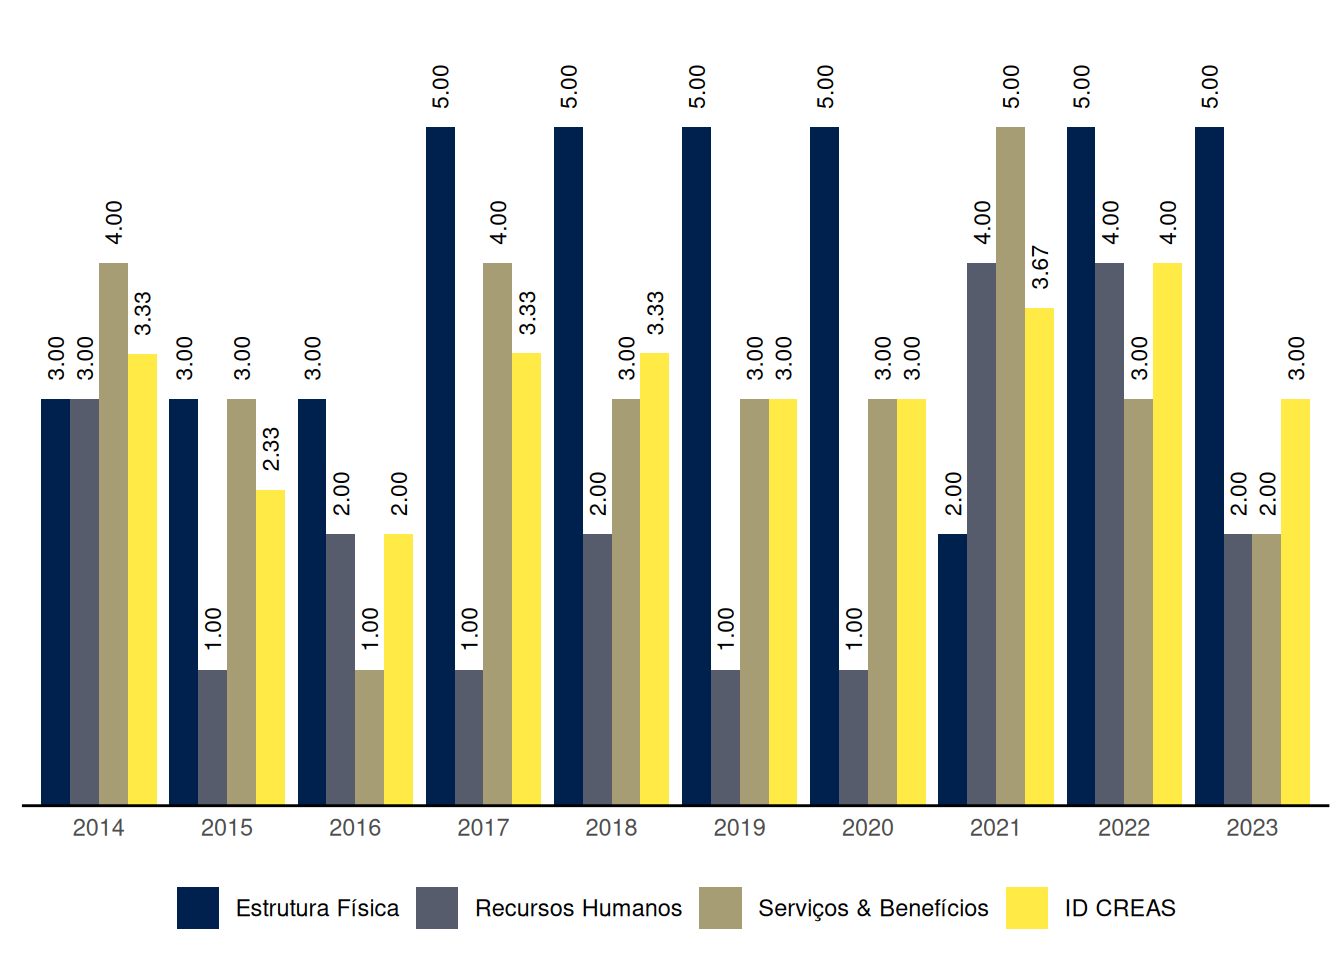 5.00 5.00 5.00 5.00 5.00 5.00 5.00
4.00 4.00 4.00 4.00 4.00
3.67
3.33 3.33 3.33
3.00 3.00 3.00 3.00 3.00 3.00 3.00 3.00 3.00 3.00 3.00 3.00
2.33
2.00 2.00 2.00 2.00 2.00 2.00
1.00 1.00 1.00 1.00 1.00
2014 2015 2016 2017 2018 2019 2020 2021 2022 2023
Estrutura Física Recursos Humanos Serviços & Benefícios ID CREAS